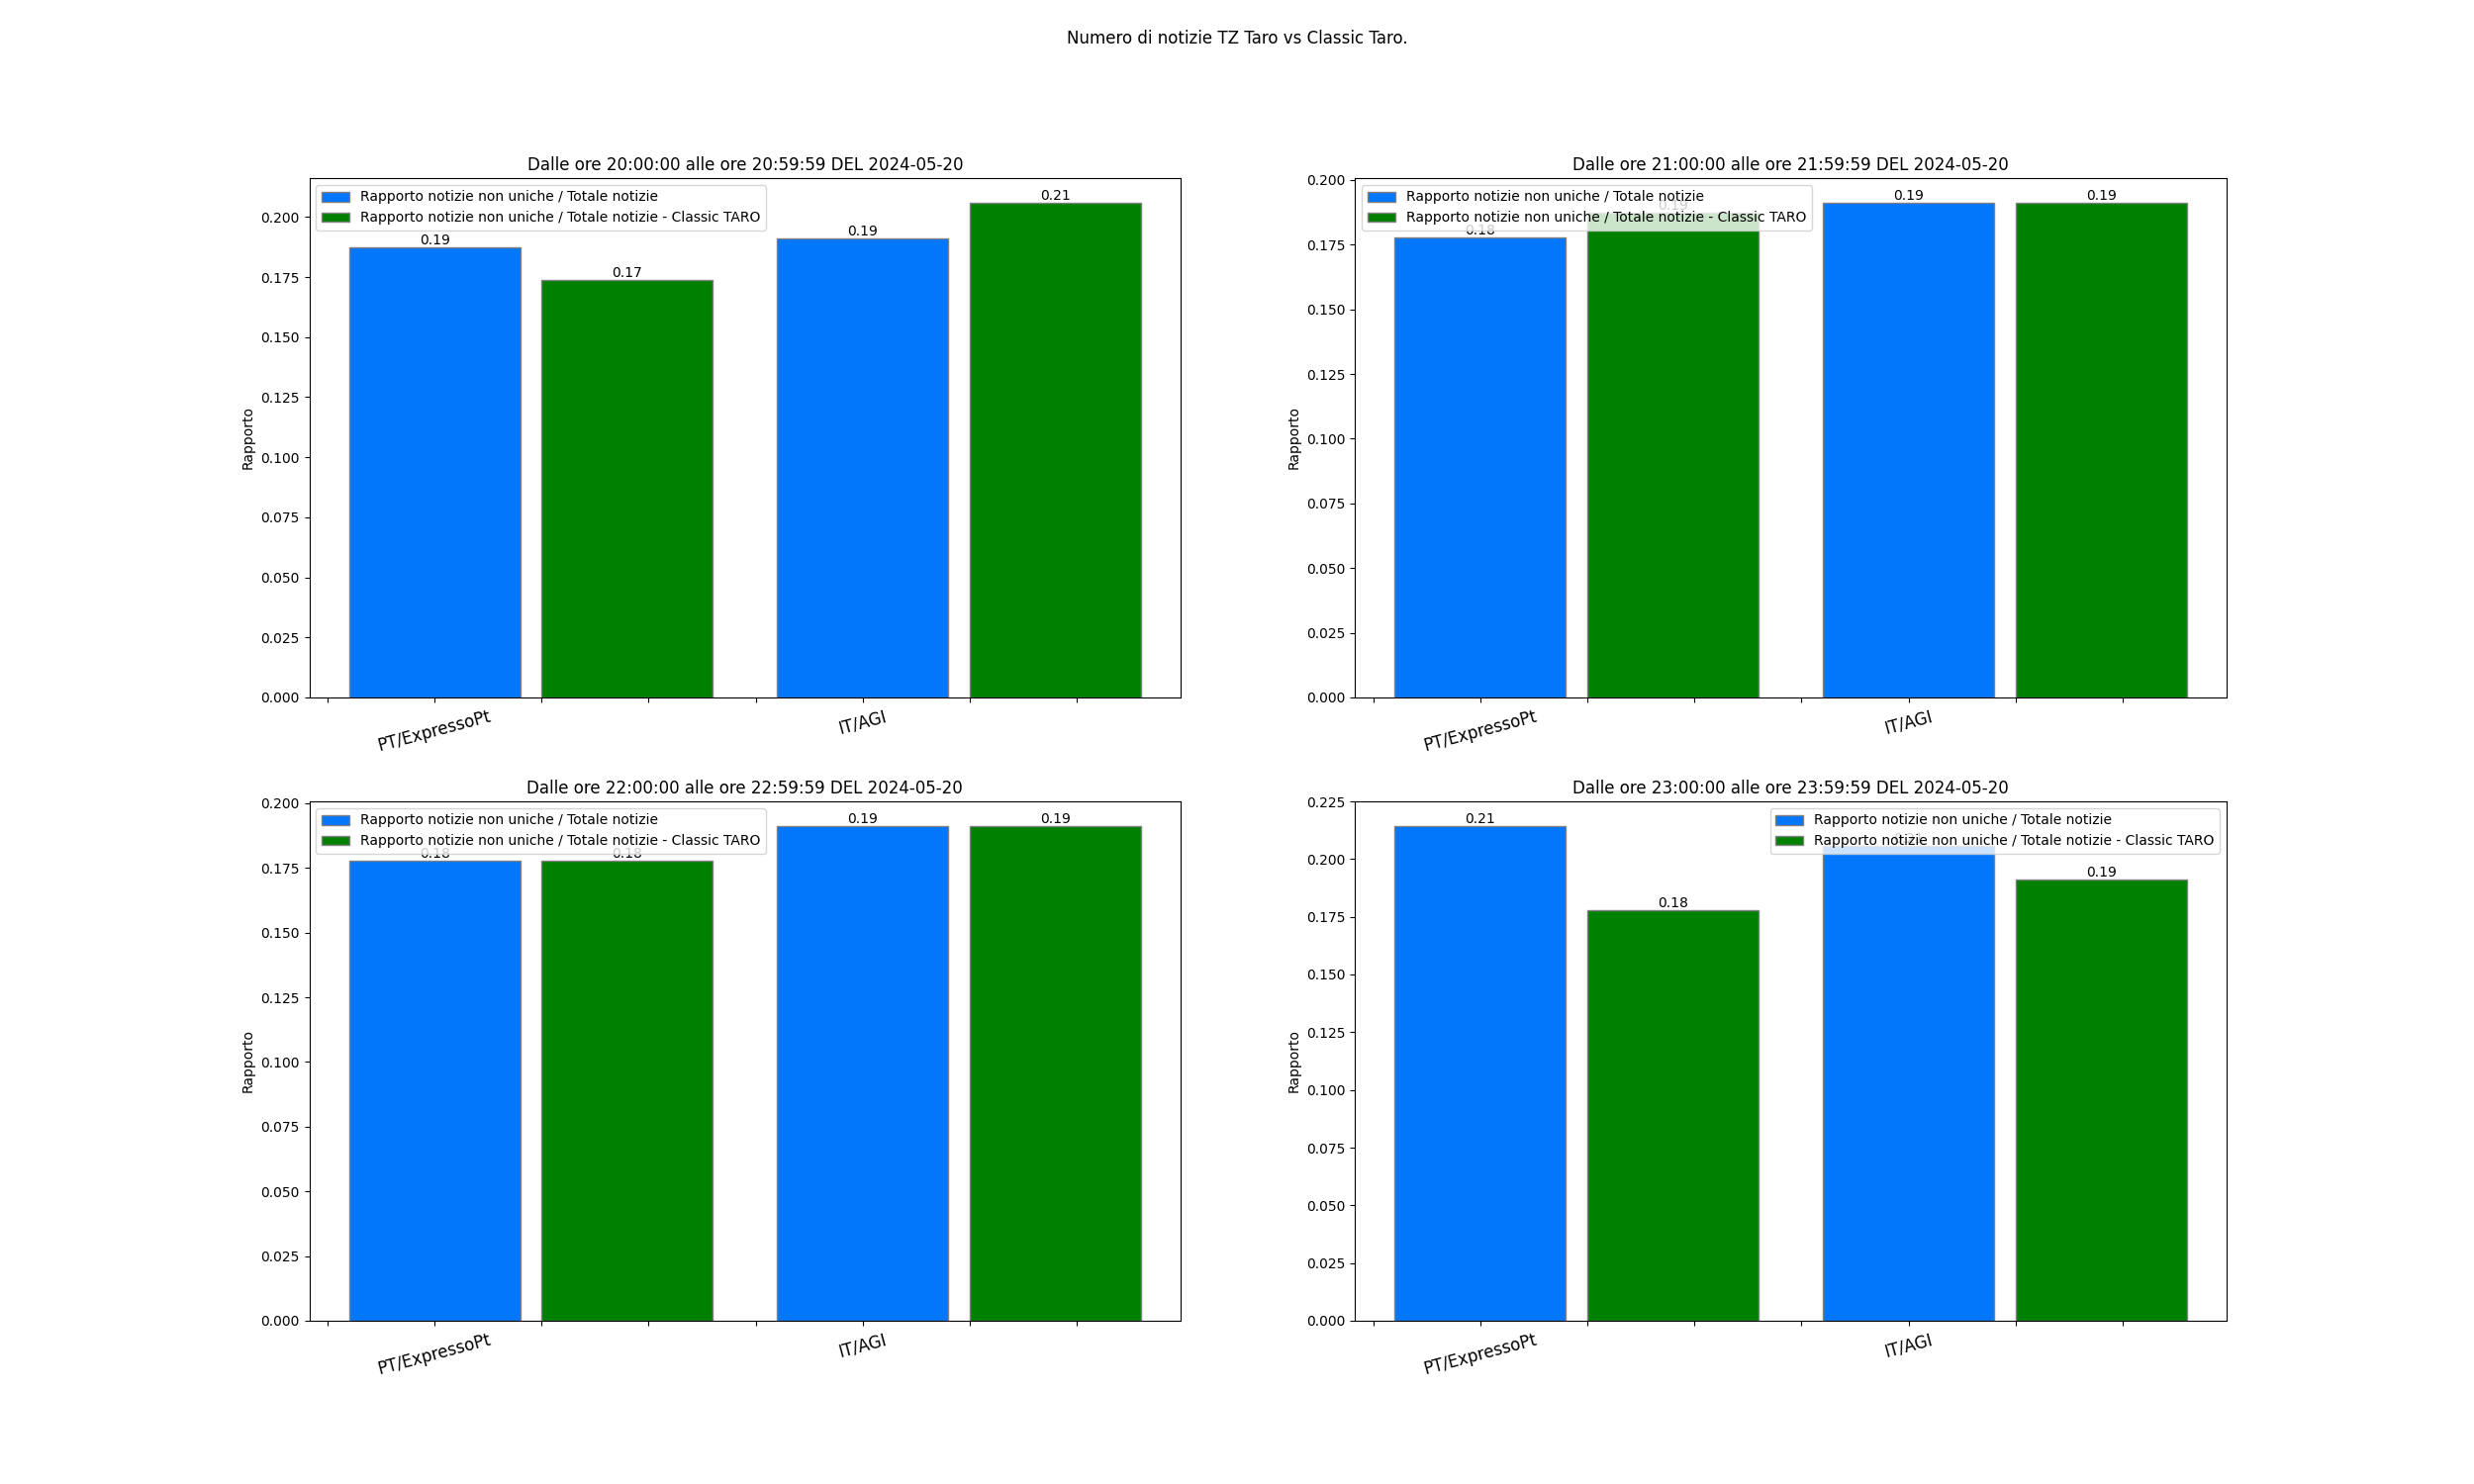 Numero di notizie TZ Taro vs Classic Taro.
Dalle ore 20:00:00 alle ore 20:59:59 DEL 2024-05-20
Rapporto notizie non uniche / Totale notizie
Rapporto notizie non uniche / Totale notizie - Classic TARO
0.19
0.17
0.19
0.21
0.200
0.175
0.150
0.125
0.100
0.075
0.050
0.025
0.000
Rapporto
PT/ExpressoPt
IT/AGI
Dalle ore 21:00:00 alle ore 21:59:59 DEL 2024-05-20
Rapporto notizie non uniche / Totale notizie
Rapporto notizie non uniche / Totale notizie - Classic TARO
0.18
0.19
0.19
0.19
0.200
0.175
0.150
0.125
0.100
0.075
0.050
0.025
0.000
Rapporto
PT/ExpressoPt
IT/AGI
Dalle ore 22:00:00 alle ore 22:59:59 DEL 2024-05-20
Rapporto notizie non uniche / Totale notizie
Rapporto notizie non uniche / Totale notizie - Classic TARO
0.18
0.18
0.19
0.19
0.200
0.175
0.150
0.125
0.100
0.075
0.050
0.025
0.000
Rapporto
PT/ExpressoPt
IT/AGI
Dalle ore 23:00:00 alle ore 23:59:59 DEL 2024-05-20
Rapporto notizie non uniche / Totale notizie
Rapporto notizie non uniche / Totale notizie - Classic TARO
0.21
0.18
0.19
0.225
0.200
0.175
0.150
0.125
0.100
0.075
0.050
0.025
0.000
Rapporto
PT/ExpressoPt
IT/AGI